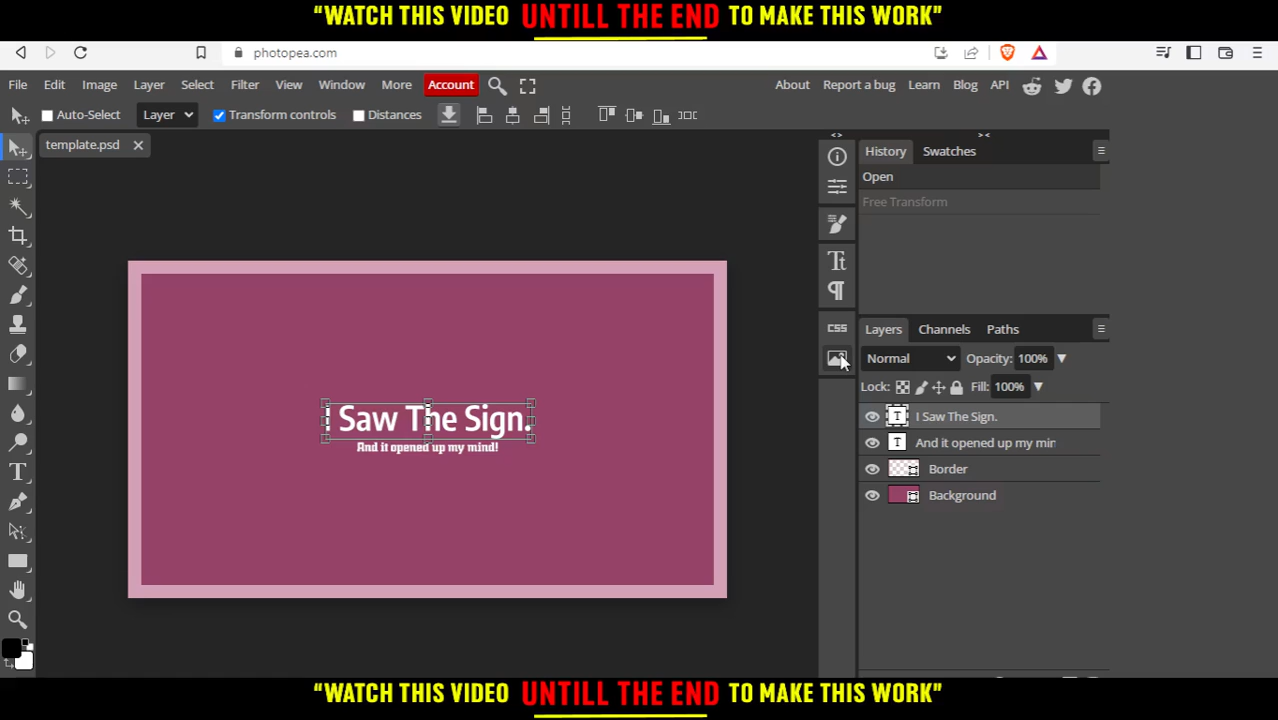 “WATCH THIS VIDEO UNTILL THE END TO MAKE THIS WORK”
photopea.com
File Edit Image Layer Select Filter View Window More Account About Report a bug Learn Blog API
Auto-Select Layer Transform controls Distances
template.psd
History Swatches
Open
Free Transform
Tt
CSS
Layers Channels Paths
Normal Opacity: 100%
Lock: Fill: 100%
T I Saw The Sign.
T And it opened up my min
Border
Background
I Saw The Sign.
And it opened up my mind!
T
“WATCH THIS VIDEO UNTILL THE END TO MAKE THIS WORK”